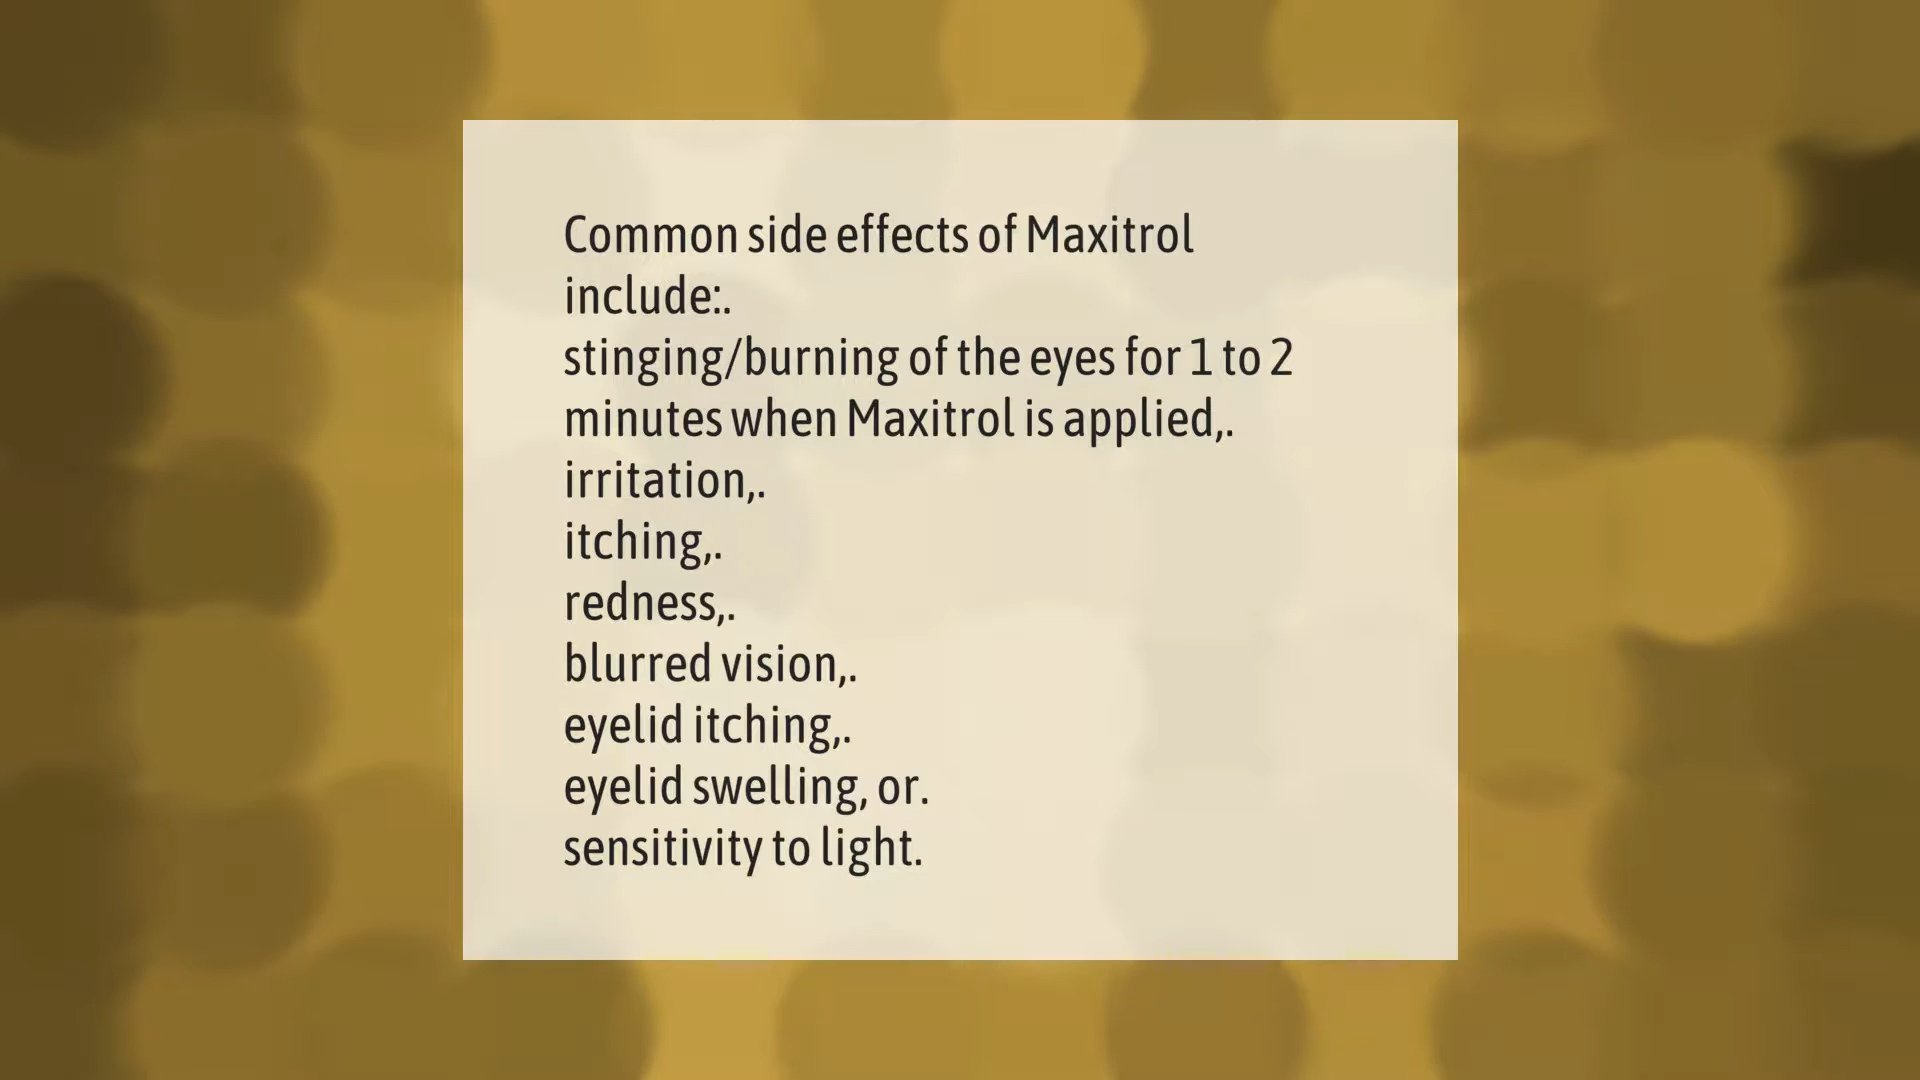 Common side effects of Maxitrol
include:.
stinging/burning of the eyes for 1 to 2
minutes when Maxitrol is applied,.
irritation,.
itching,.
redness,.
blurred vision,.
eyelid itching,.
eyelid swelling, or.
sensitivity to light.